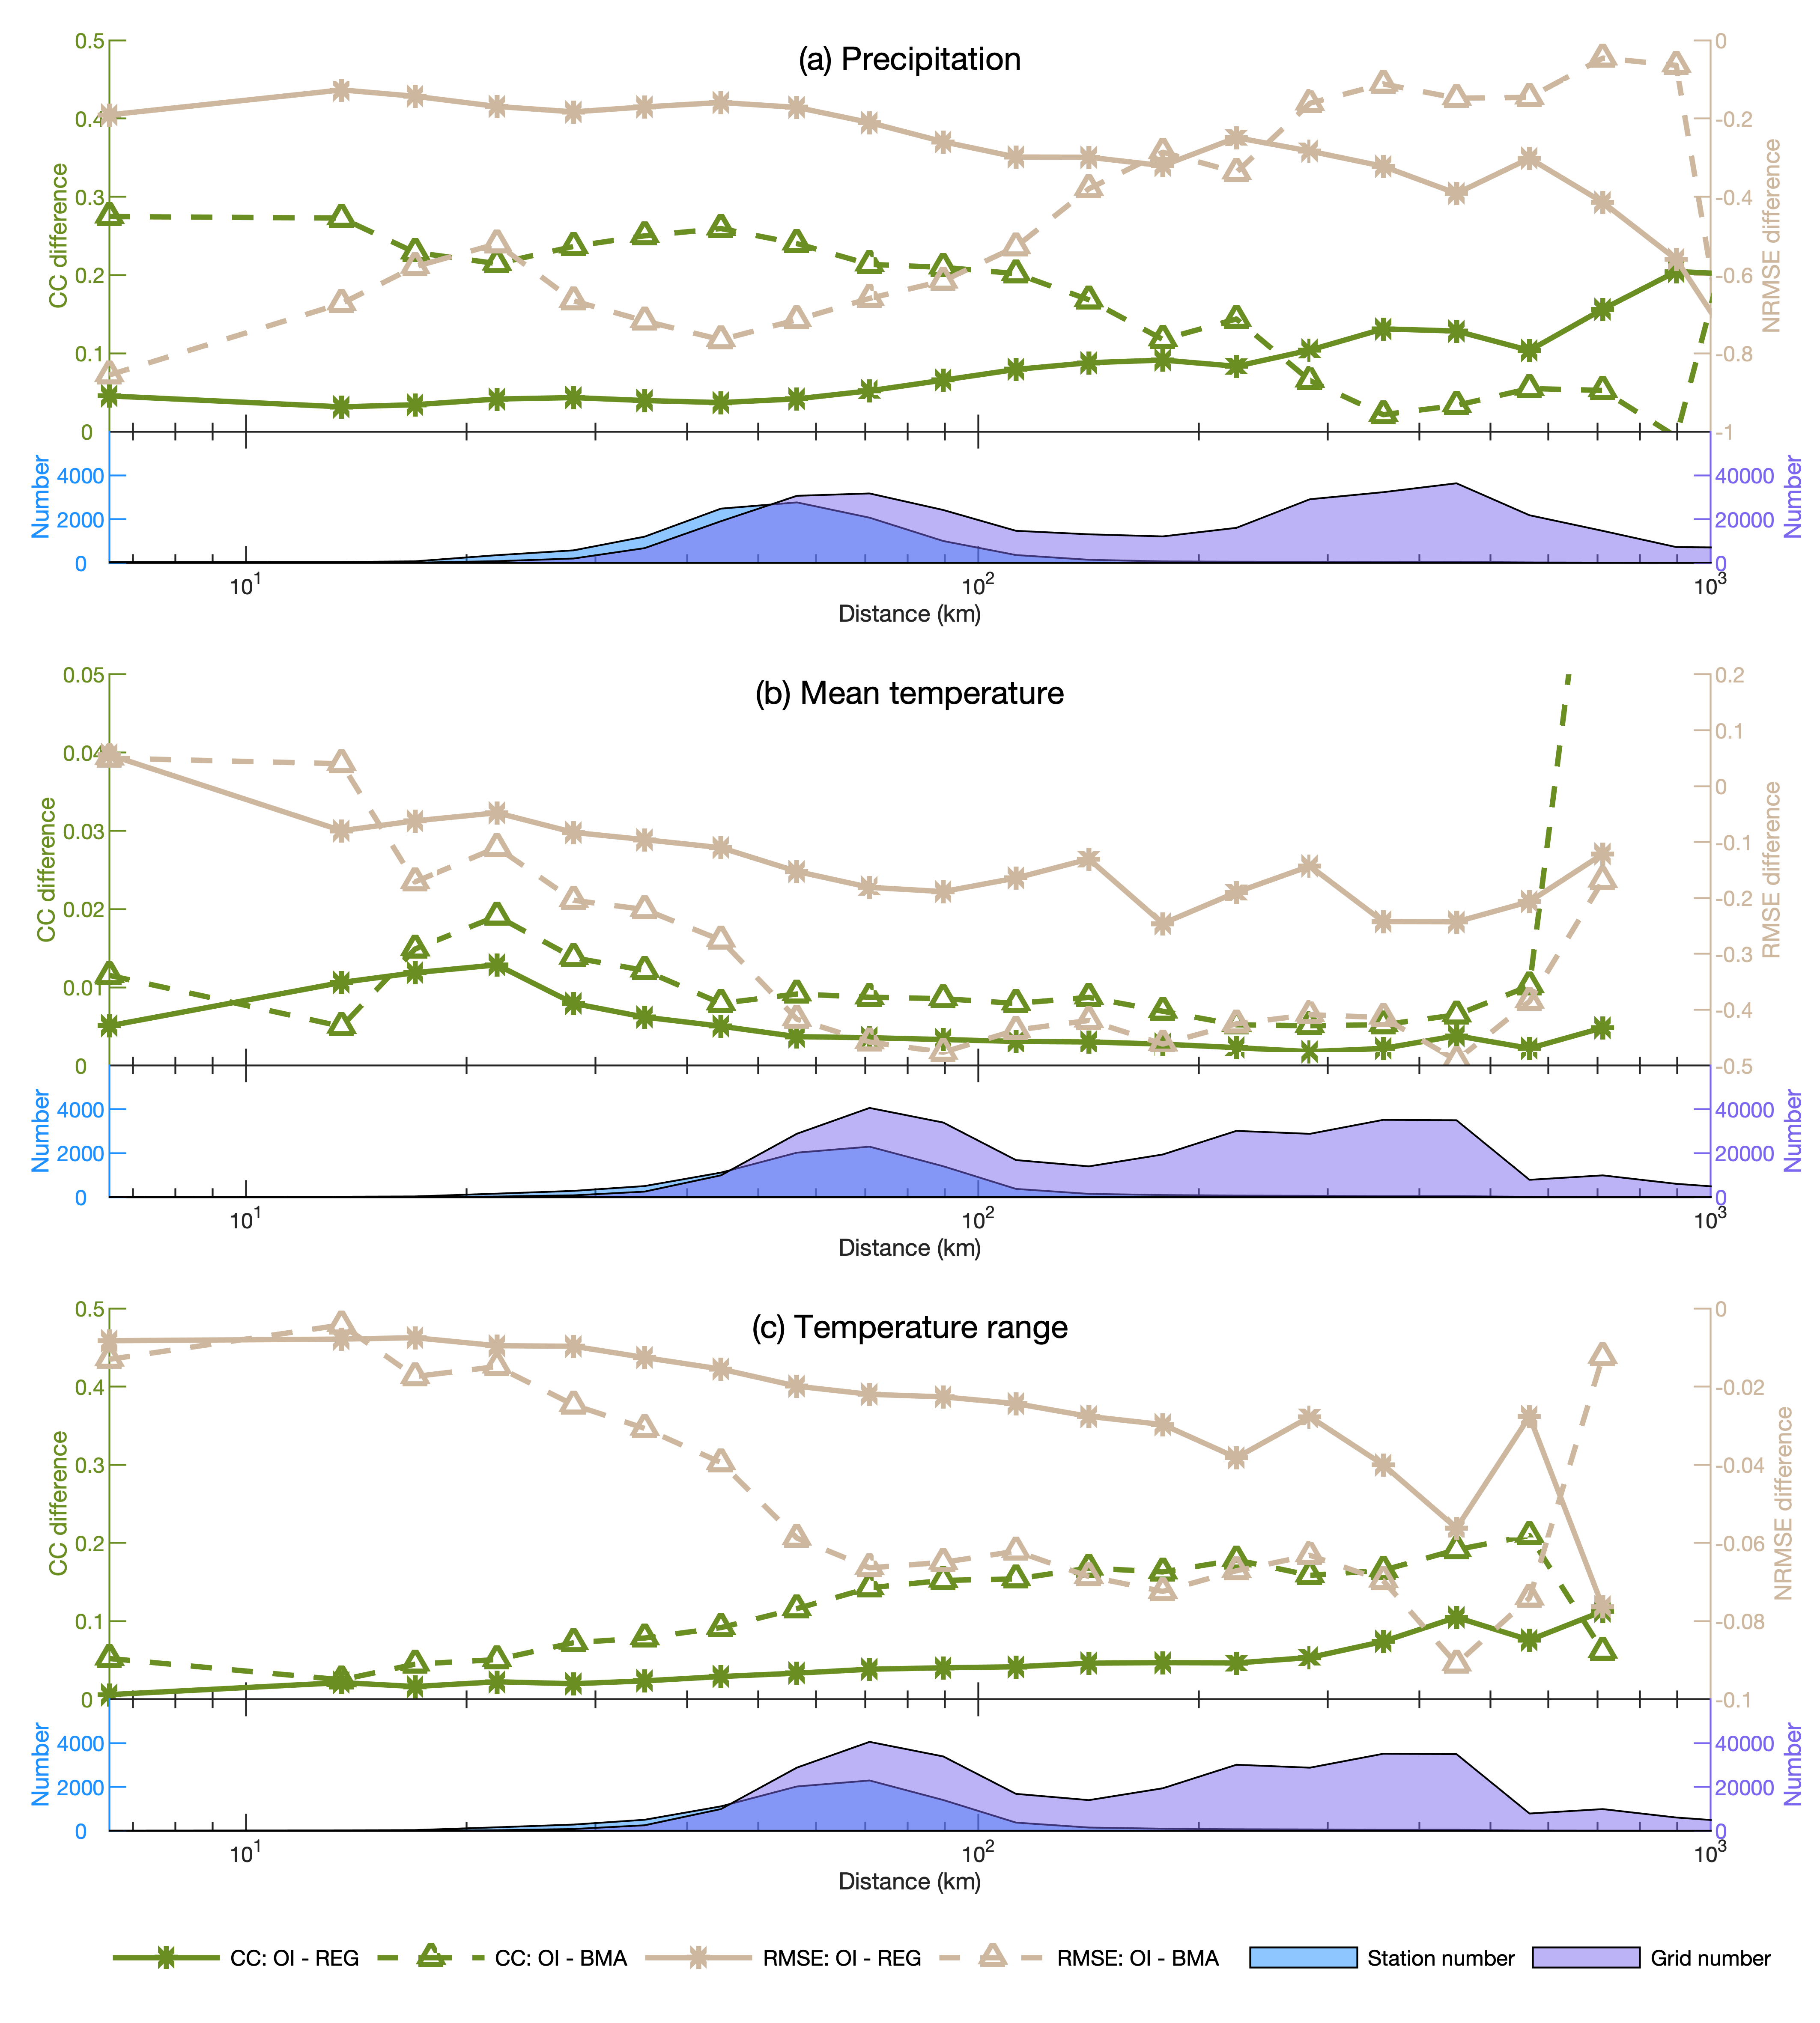 (a) Precipitation
CC difference
0.5
0.4
0.3
0.2
0.1
0
NRMSE difference
0
-0.2
-0.4
-0.6
-0.8
-1
Number
4000
2000
0
Number
40000
20000
0
10^1 10^2 10^3
Distance (km)
(b) Mean temperature
CC difference
0.05
0.04
0.03
0.02
0.01
0
RMSE difference
0.2
0.1
0
-0.1
-0.2
-0.3
-0.4
-0.5
Number
4000
2000
0
Number
40000
20000
0
10^1 10^2 10^3
Distance (km)
(c) Temperature range
CC difference
0.5
0.4
0.3
0.2
0.1
0
NRMSE difference
0
-0.02
-0.04
-0.06
-0.08
-0.1
Number
4000
2000
0
Number
40000
20000
0
10^1 10^2 10^3
Distance (km)
CC: OI - REG CC: OI - BMA RMSE: OI - REG RMSE: OI - BMA Station number Grid number